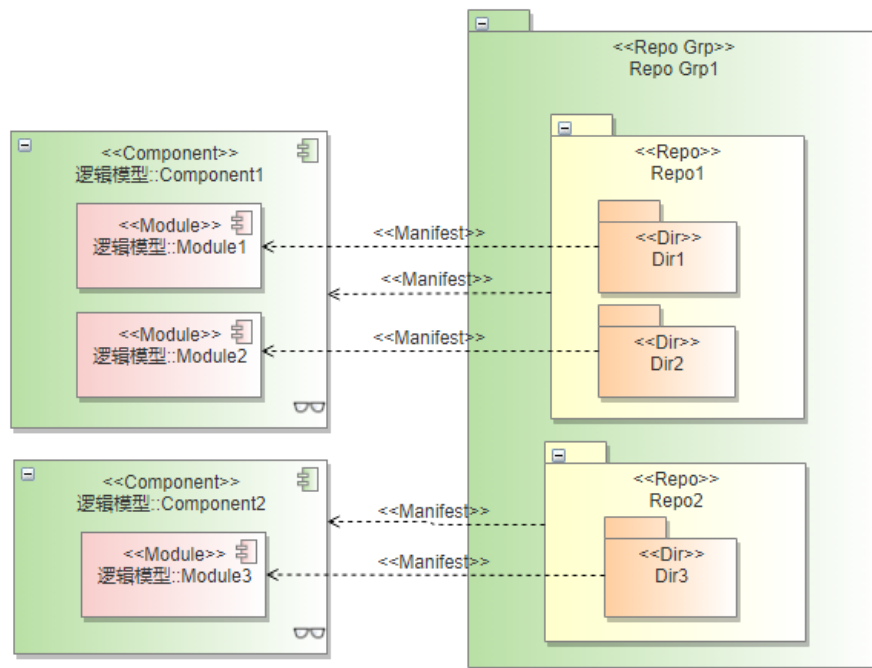 <<Repo Grp>>
Repo Grp1
<<Component>>
逻辑模型::Component1
<<Module>>
逻辑模型::Module1
<<Module>>
逻辑模型::Module2
<<Manifest>>
<<Manifest>>
<<Manifest>>
<<Repo>>
Repo1
<<Dir>>
Dir1
<<Dir>>
Dir2
<<Component>>
逻辑模型::Component2
<<Module>>
逻辑模型::Module3
<<Manifest>>
<<Manifest>>
<<Repo>>
Repo2
<<Dir>>
Dir3